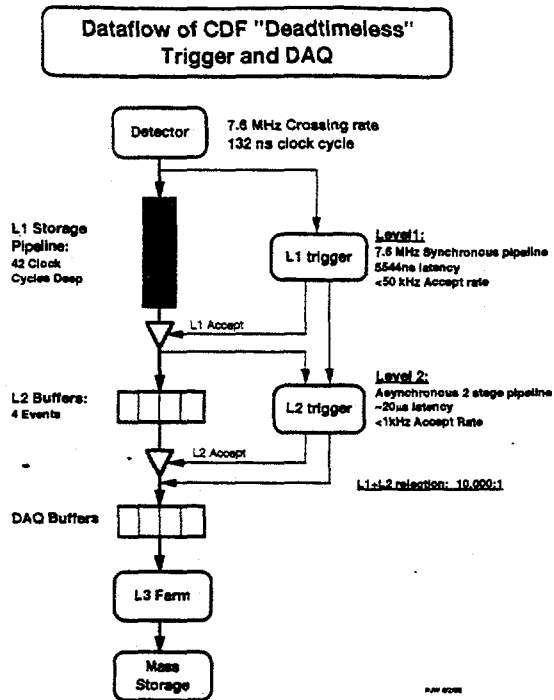 Dataflow of CDF "Deadtimeless"
Trigger and DAQ
Detector
7.6 MHz Crossing rate
132 ns clock cycle
L1 Storage
Pipeline:
42 Clock
Cycles Deep
L1 trigger
Level1:
7.6 MHz Synchronous pipeline
5544ns latency
<50 kHz Accept rate
L1 Accept
L2 Buffers:
4 Events
L2 trigger
Level 2:
Asynchronous 2 stage pipeline
~20µs latency
<1kHz Accept Rate
L2 Accept
L1+L2 rejection: 10,000:1
DAQ Buffers
L3 Farm
Mass
Storage